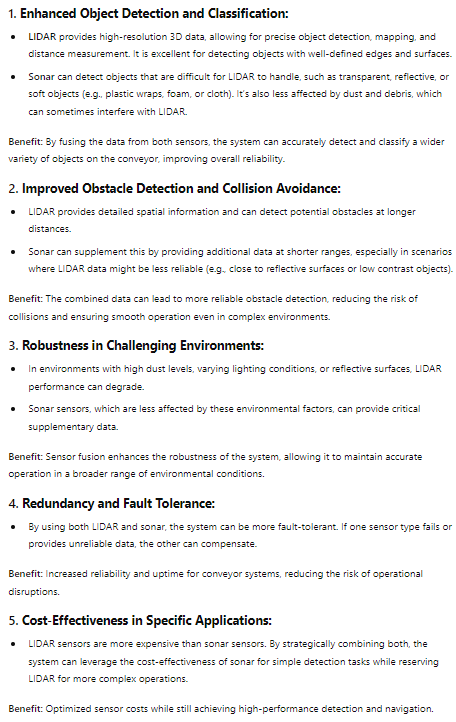 1. Enhanced Object Detection and Classification:
• LIDAR provides high-resolution 3D data, allowing for precise object detection, mapping, and
distance measurement. It is excellent for detecting objects with well-defined edges and surfaces.
• Sonar can detect objects that are difficult for LIDAR to handle, such as transparent, reflective, or
soft objects (e.g., plastic wraps, foam, or cloth). It's also less affected by dust and debris, which
can sometimes interfere with LIDAR.
Benefit: By fusing the data from both sensors, the system can accurately detect and classify a wider
variety of objects on the conveyor, improving overall reliability.
2. Improved Obstacle Detection and Collision Avoidance:
• LIDAR provides detailed spatial information and can detect potential obstacles at longer
distances.
• Sonar can supplement this by providing additional data at shorter ranges, especially in scenarios
where LIDAR data might be less reliable (e.g., close to reflective surfaces or low contrast objects).
Benefit: The combined data can lead to more reliable obstacle detection, reducing the risk of
collisions and ensuring smooth operation even in complex environments.
3. Robustness in Challenging Environments:
• In environments with high dust levels, varying lighting conditions, or reflective surfaces, LIDAR
performance can degrade.
• Sonar sensors, which are less affected by these environmental factors, can provide critical
supplementary data.
Benefit: Sensor fusion enhances the robustness of the system, allowing it to maintain accurate
operation in a broader range of environmental conditions.
4. Redundancy and Fault Tolerance:
• By using both LIDAR and sonar, the system can be more fault-tolerant. If one sensor type fails or
provides unreliable data, the other can compensate.
Benefit: Increased reliability and uptime for conveyor systems, reducing the risk of operational
disruptions.
5. Cost-Effectiveness in Specific Applications:
• LIDAR sensors are more expensive than sonar sensors. By strategically combining both, the
system can leverage the cost-effectiveness of sonar for simple detection tasks while reserving
LIDAR for more complex operations.
Benefit: Optimized sensor costs while still achieving high-performance detection and navigation.